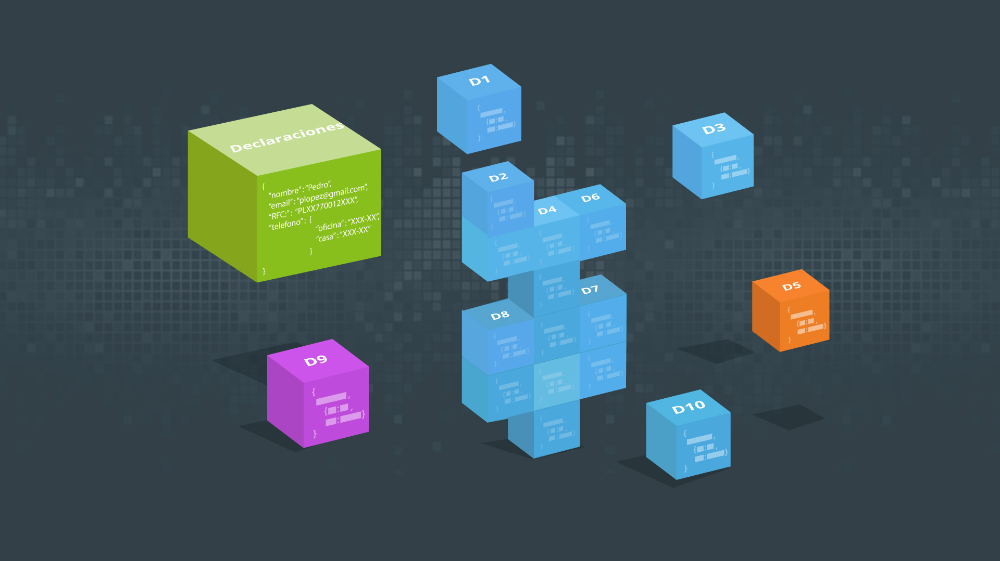 Declaraciones
{
"nombre":"Pedro",
"email":"plopez@gmail.com",
"RFC:": "PLXX770012XXX",
"telefono": {
"oficina":"XXX-XX",
"casa":"XXX-XX"
}
}
D1
{
,
{ : ,
: }
}
D2
D3
D4
D6
D5
D7
D8
D9
D10